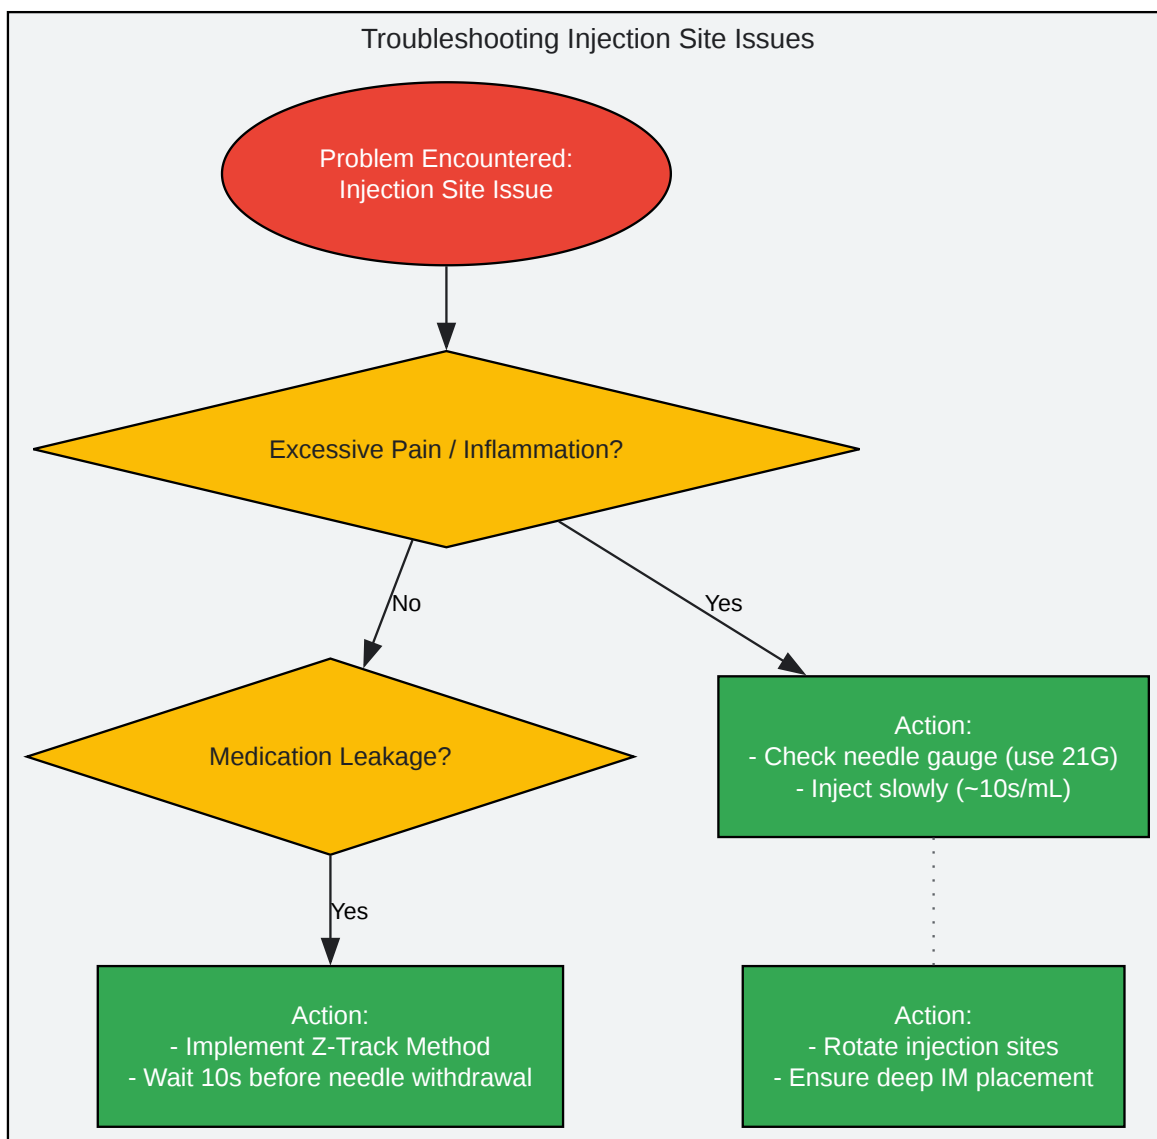 Troubleshooting Injection Site Issues
Problem Encountered:
Injection Site Issue
Excessive Pain / Inflammation?
No
Yes
Medication Leakage?
Action:
- Check needle gauge (use 21G)
- Inject slowly (~10s/mL)
Yes
Action:
- Implement Z-Track Method
- Wait 10s before needle withdrawal
Action:
- Rotate injection sites
- Ensure deep IM placement